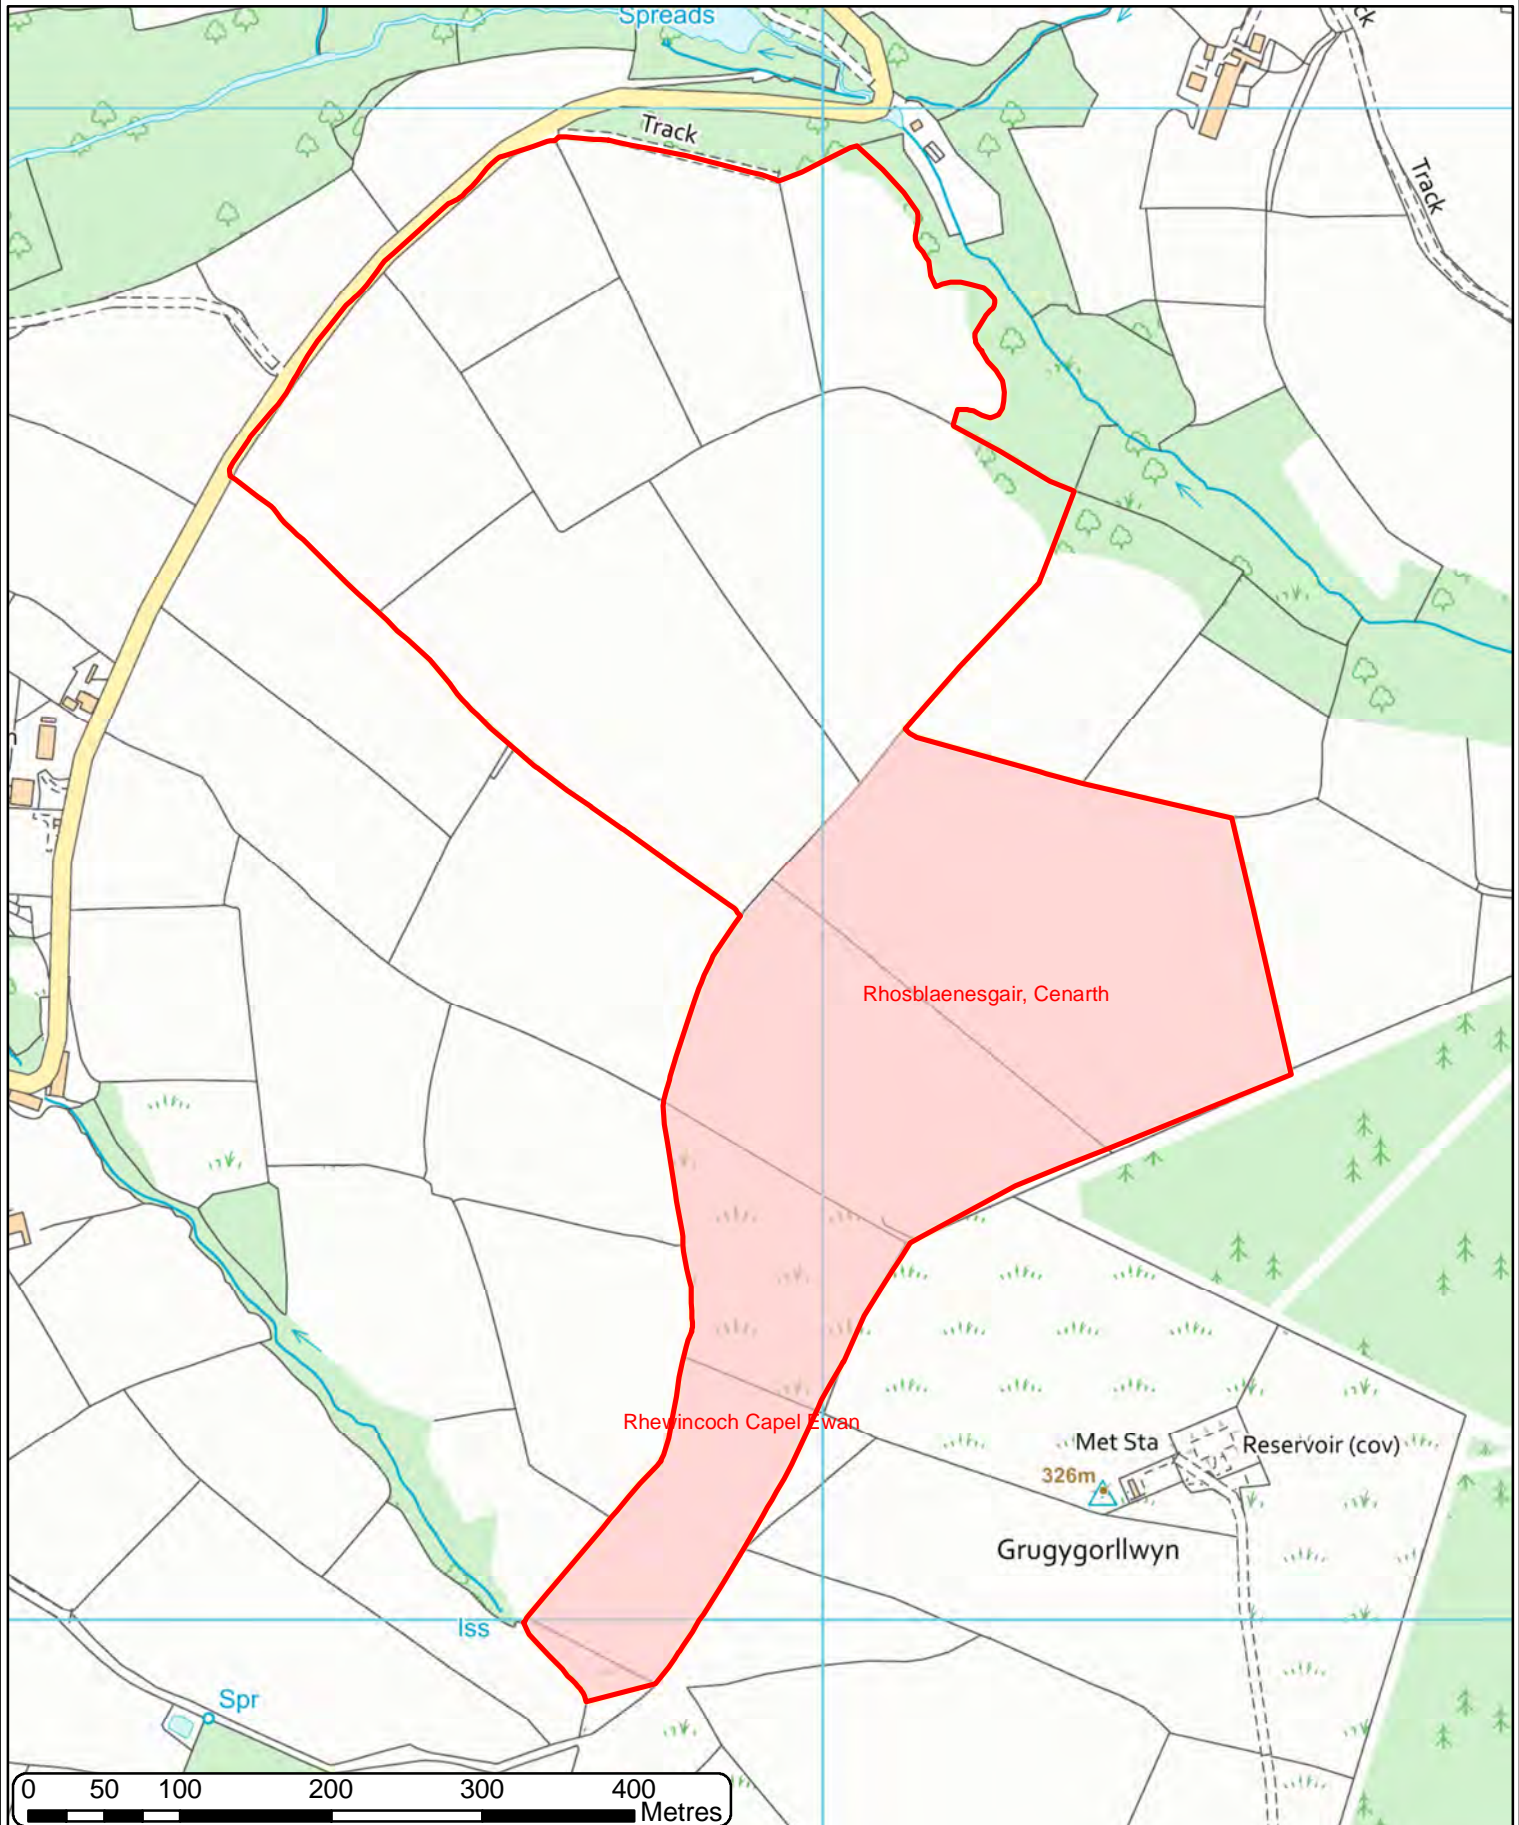 Spreads
ck
Track
Track
n
Rhosblaenesgair, Cenarth
Rhewincoch Capel Ewan
Met Sta
Reservoir (cov)
326m
Grugygorllwyn
Iss
Spr
0 50 100 200 300 400
Metres